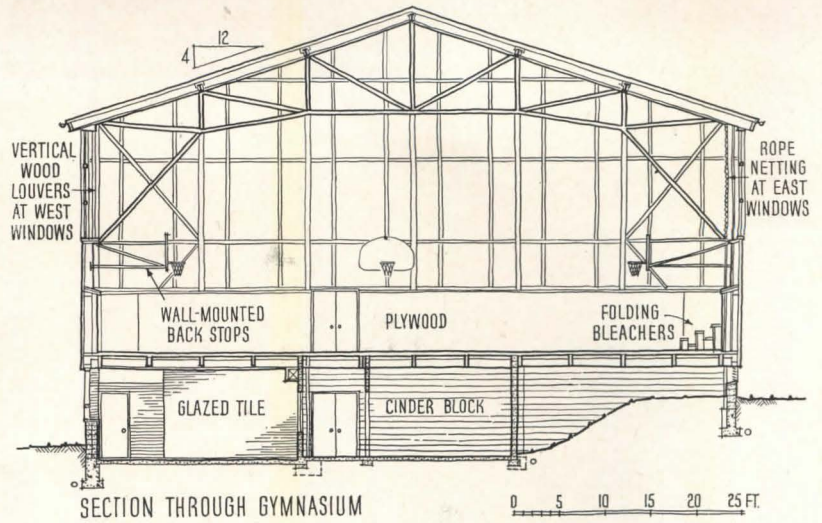 12
4
VERTICAL
WOOD
LOUVERS
AT WEST
WINDOWS
ROPE
NETTING
AT EAST
WINDOWS
WALL-MOUNTED
BACK STOPS
PLYWOOD
FOLDING
BLEACHERS
GLAZED TILE
CINDER BLOCK
SECTION THROUGH GYMNASIUM
0 5 10 15 20 25 FT.